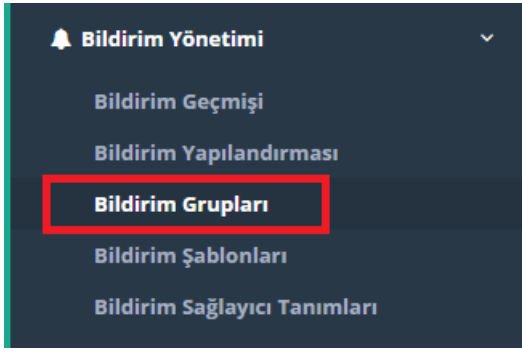 Bildirim Yönetimi
Bildirim Geçmişi
Bildirim Yapılandırması
Bildirim Grupları
Bildirim Şablonları
Bildirim Sağlayıcı Tanımları